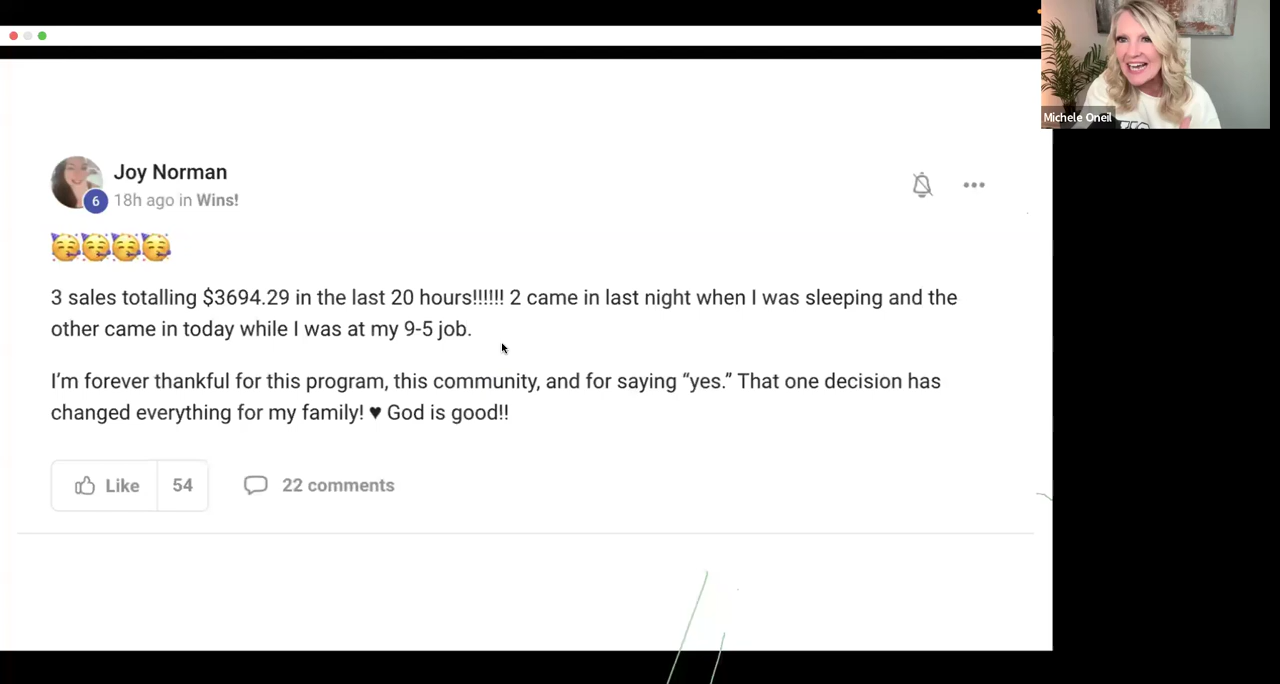 Michele Oneil
Joy Norman
6
18h ago in Wins!
🥳🥳🥳🥳
3 sales totalling $3694.29 in the last 20 hours!!!!!! 2 came in last night when I was sleeping and the
other came in today while I was at my 9-5 job.
I’m forever thankful for this program, this community, and for saying “yes.” That one decision has
changed everything for my family! ♥ God is good!!
Like 54 22 comments